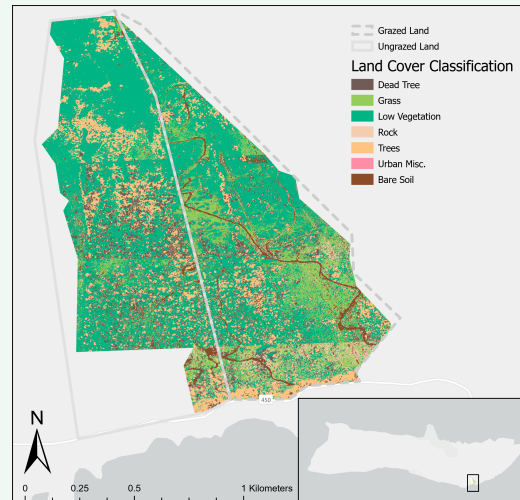 Grazed Land
Ungrazed Land
Land Cover Classification
Dead Tree
Grass
Low Vegetation
Rock
Trees
Urban Misc.
Bare Soil
450
N
0 0.25 0.5 1 Kilometers